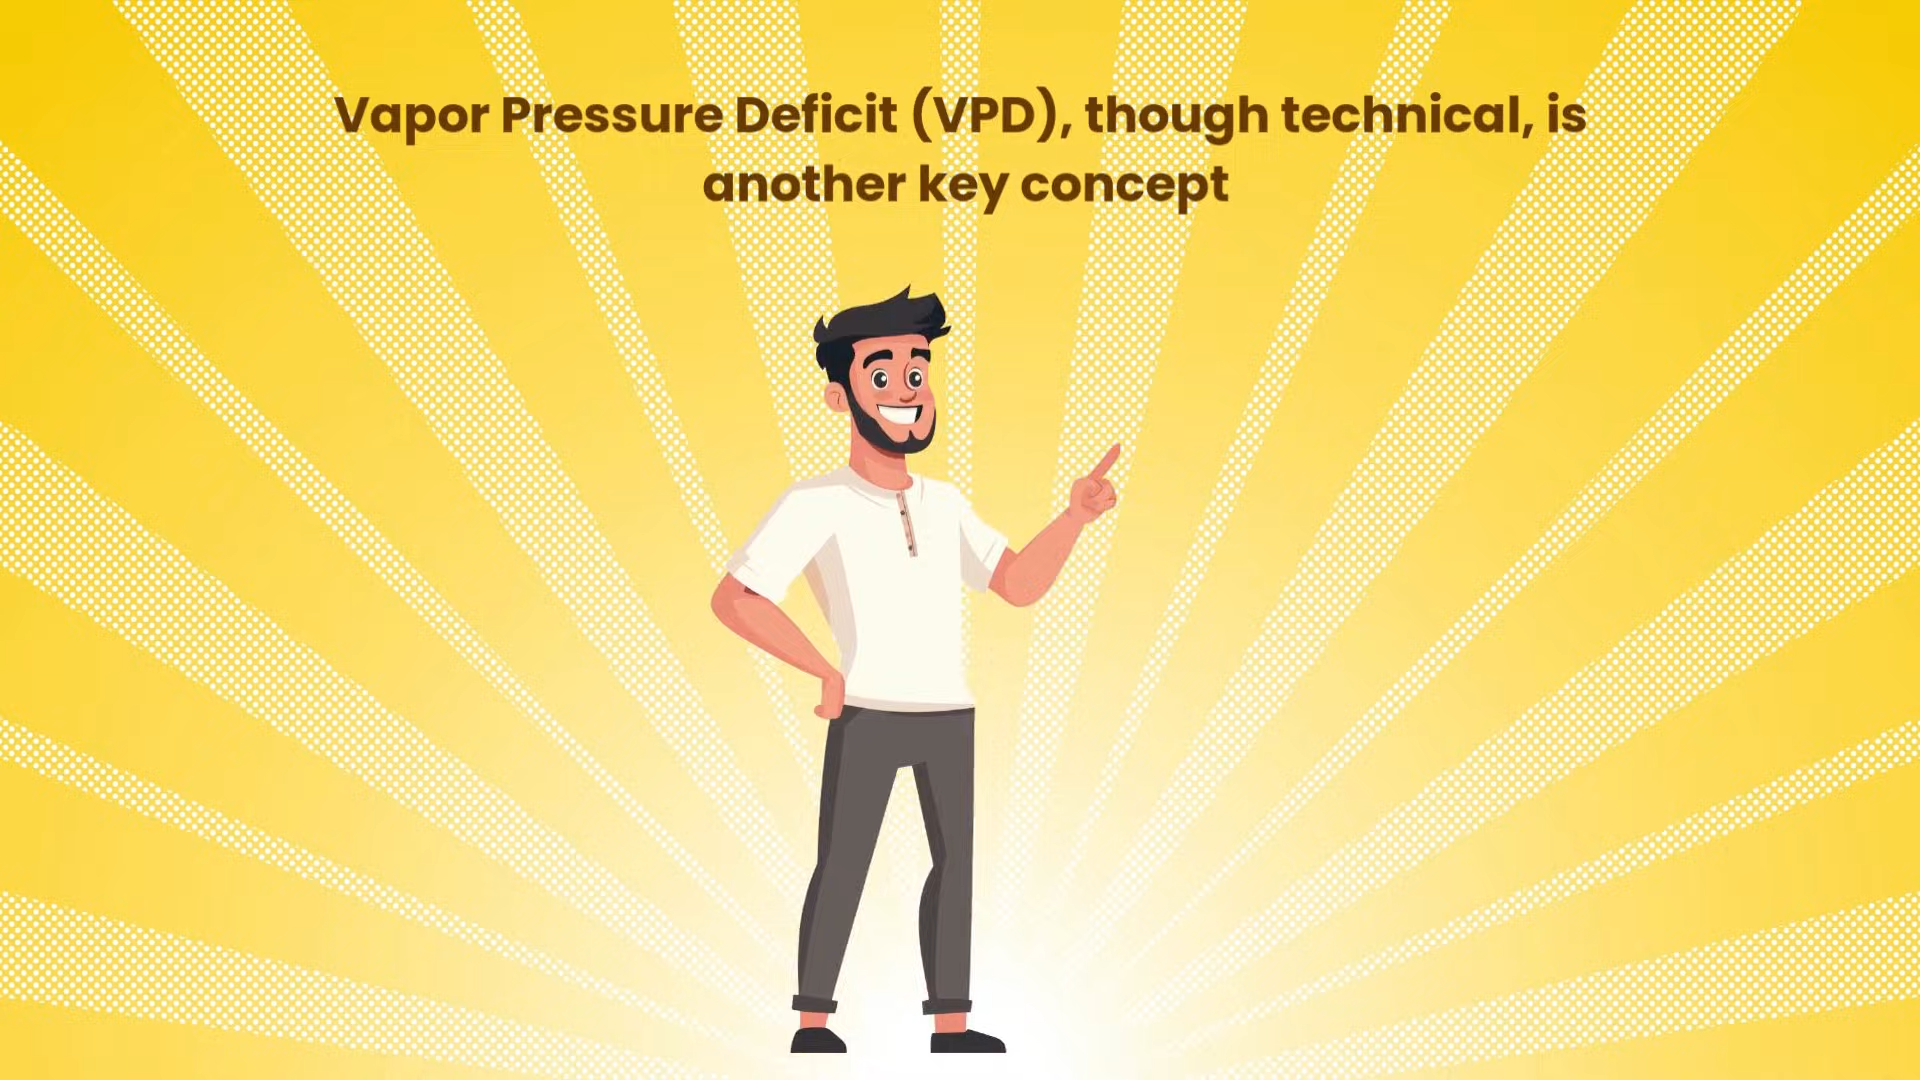 Vapor Pressure Deficit (VPD), though technical, is
another key concept